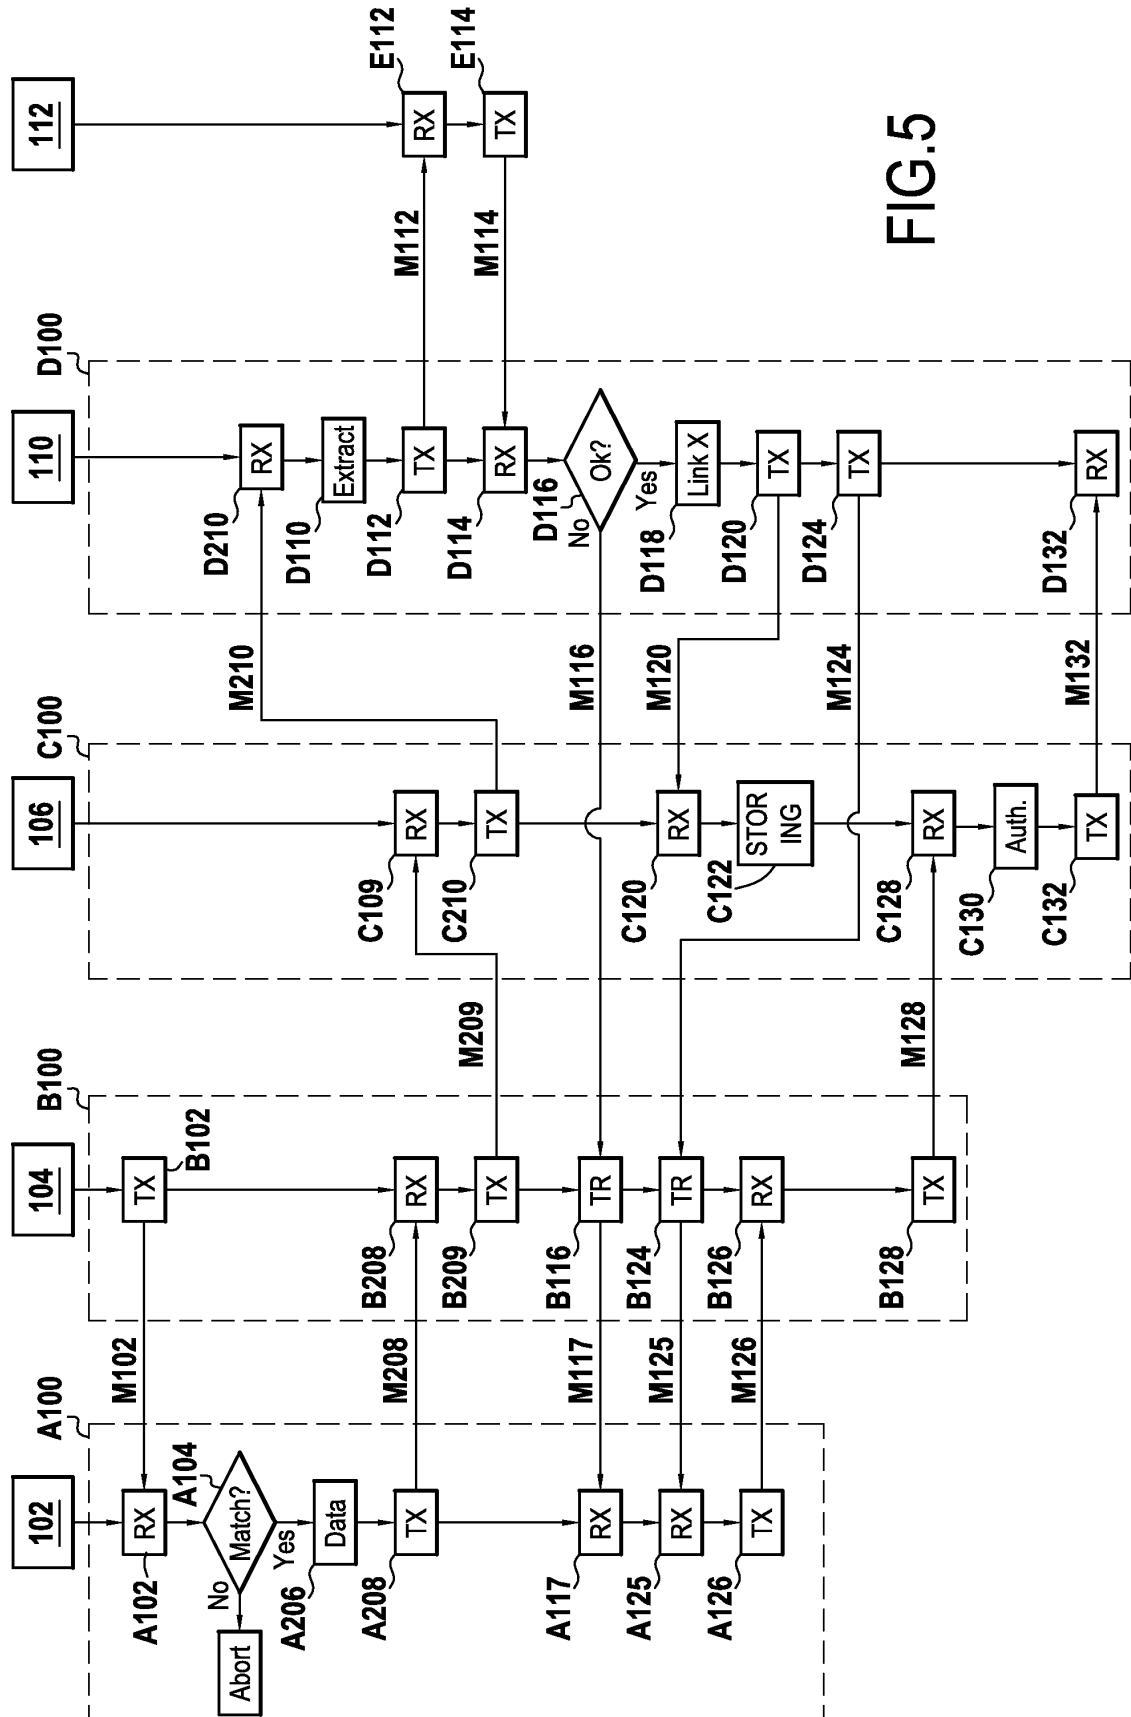 102
A100
RX
A102
Match?
A104
No
Abort
Yes
Data
A206
TX
A208
RX
A117
RX
A125
TX
A126
M102
M208
M117
M125
M126
104
B100
TX
B102
RX
B208
TX
B209
TR
B116
TR
B124
RX
B126
TX
B128
M209
M128
106
C100
RX
C109
TX
C210
RX
C120
STOR
ING
C122
RX
C128
Auth.
C130
TX
C132
M210
M116
M120
M124
M132
110
D100
RX
D210
Extract
D110
TX
D112
RX
D114
Ok?
D116
No
Yes
Link X
D118
TX
D120
TX
D124
RX
D132
M112
M114
112
RX
E112
TX
E114
FIG.5